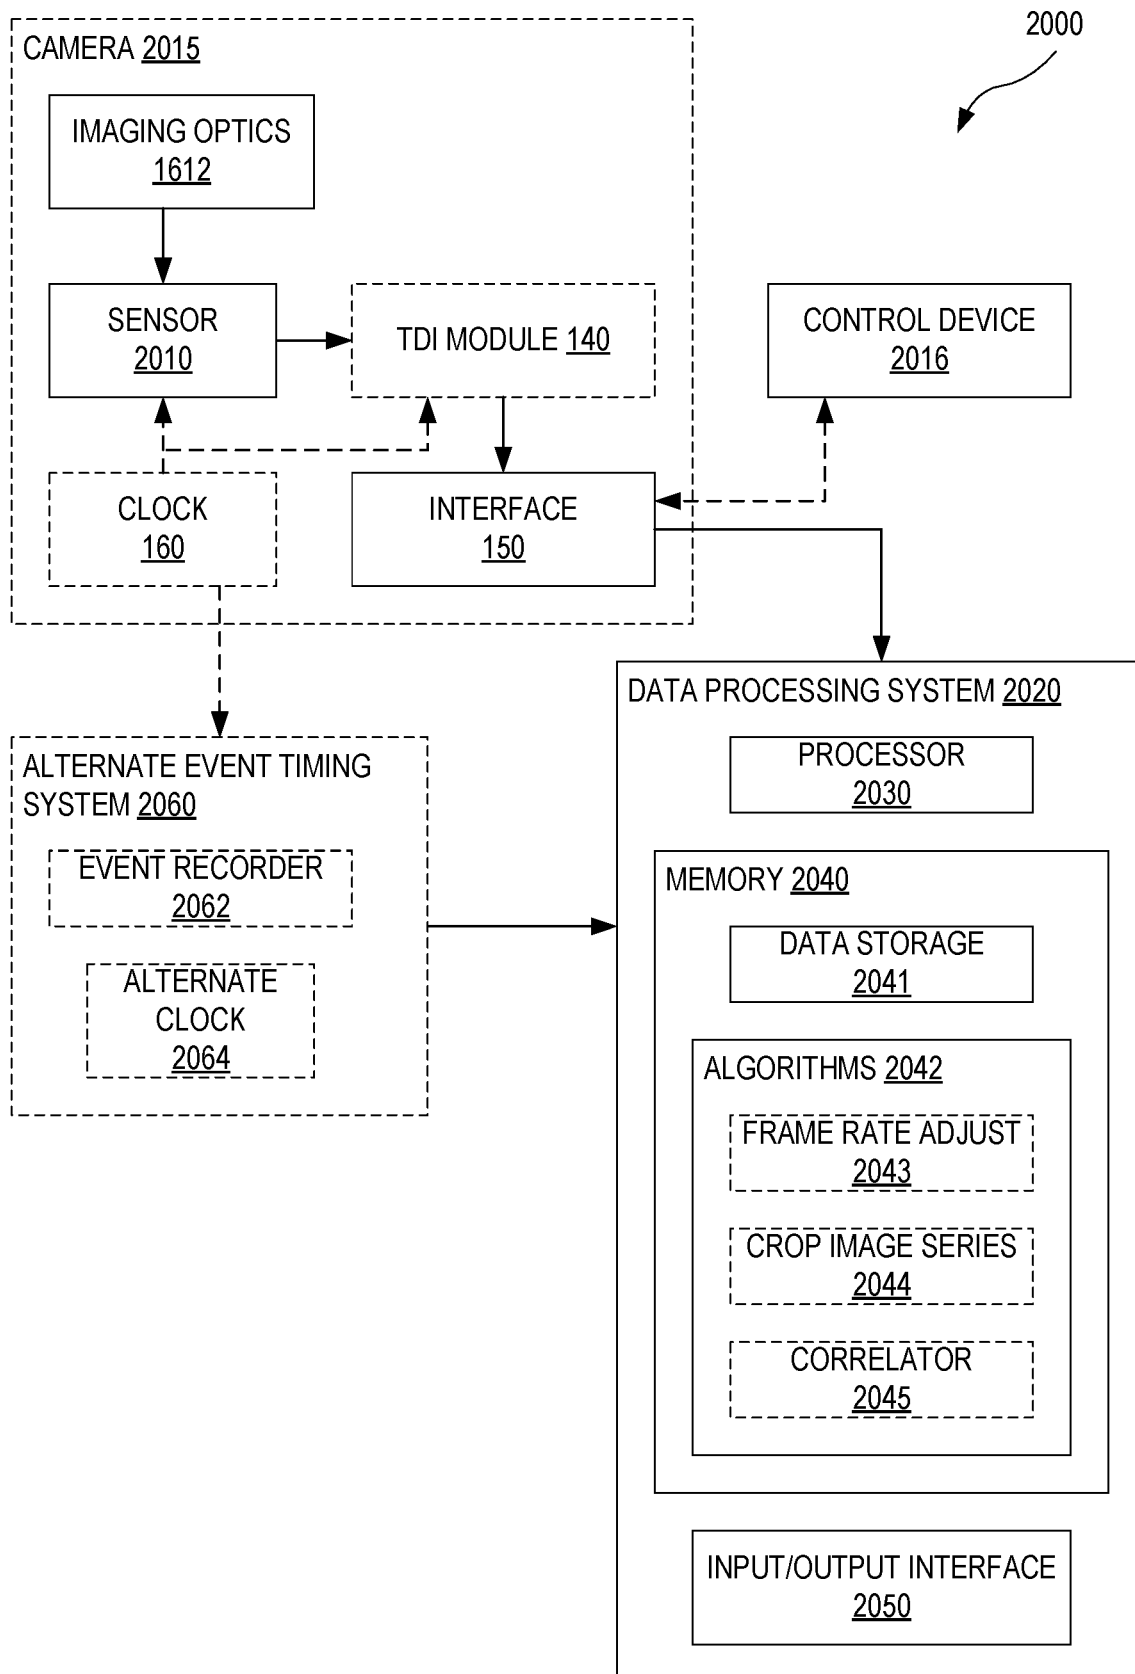 2000
CAMERA 2015
IMAGING OPTICS
1612
SENSOR
2010
TDI MODULE 140
CONTROL DEVICE
2016
CLOCK
160
INTERFACE
150
DATA PROCESSING SYSTEM 2020
PROCESSOR
2030
ALTERNATE EVENT TIMING
SYSTEM 2060
EVENT RECORDER
2062
ALTERNATE
CLOCK
2064
MEMORY 2040
DATA STORAGE
2041
ALGORITHMS 2042
FRAME RATE ADJUST
2043
CROP IMAGE SERIES
2044
CORRELATOR
2045
INPUT/OUTPUT INTERFACE
2050